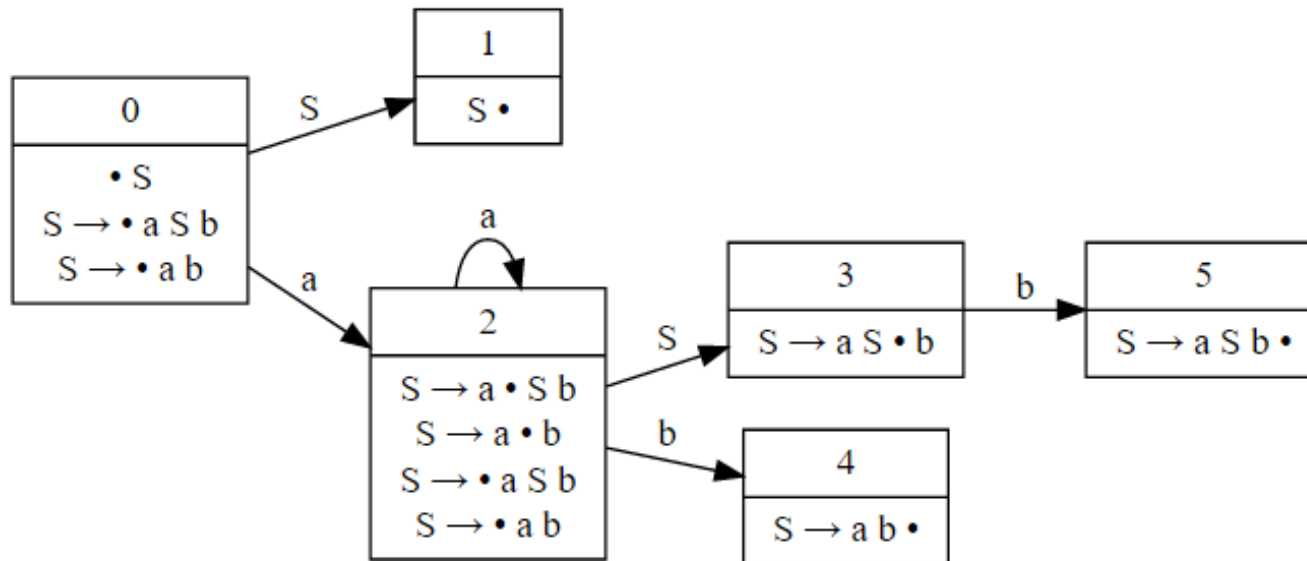 0
• S
S → • a S b
S → • a b
S
a
1
S •
a
2
S → a • S b
S → a • b
S → • a S b
S → • a b
S
b
3
S → a S • b
b
5
S → a S b •
4
S → a b •